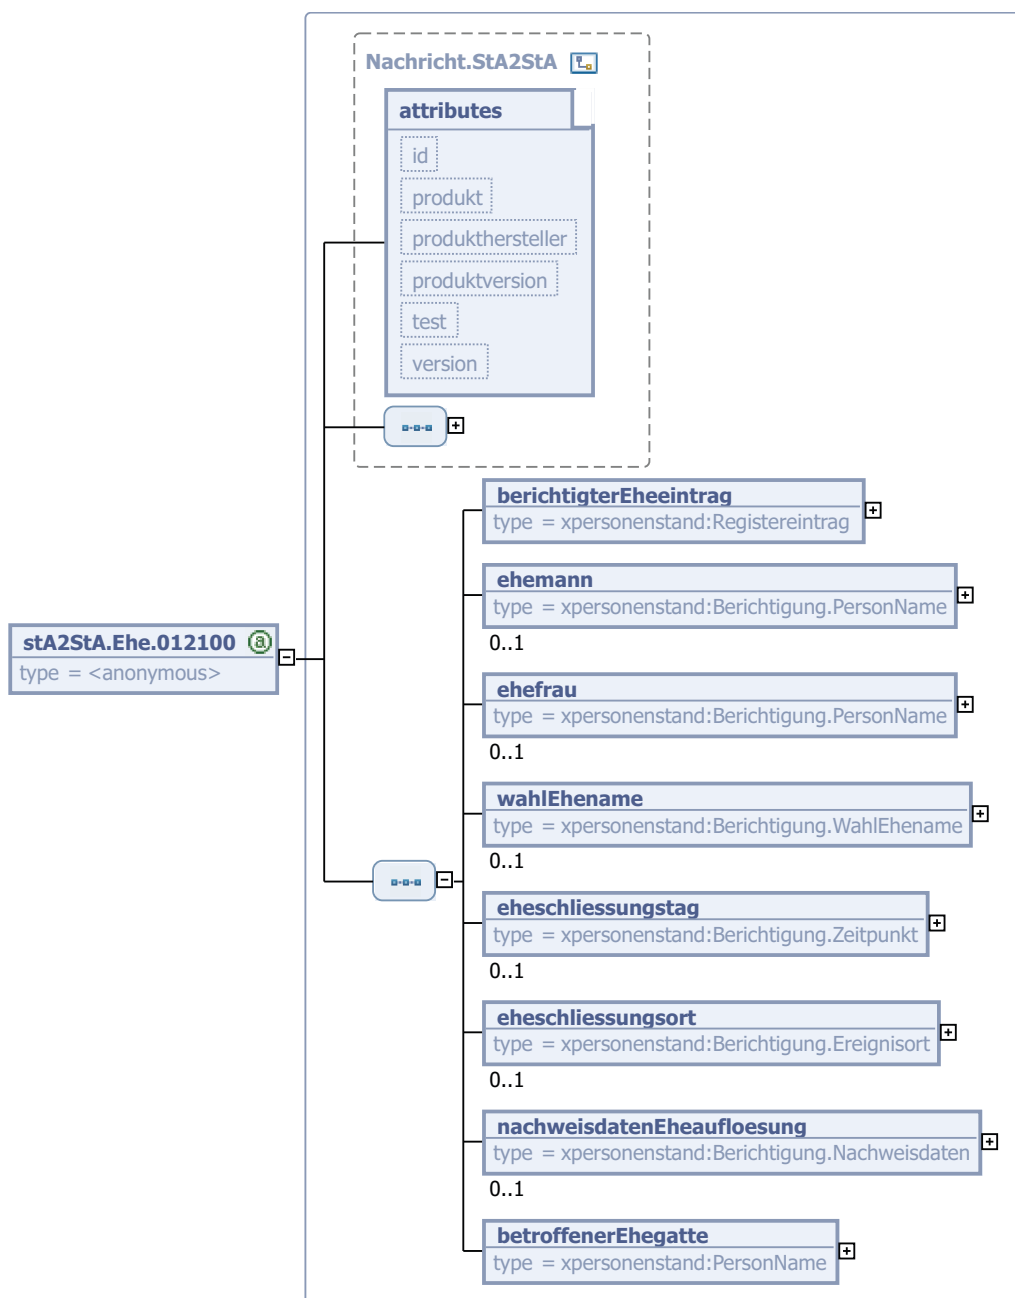 Nachricht.StA2StA
attributes
id
produkt
produkthersteller
produktversion
test
version
berichtigterEheeintrag
type = xpersonenstand:Registereintrag
ehemann
type = xpersonenstand:Berichtigung.PersonName
0..1
stA2StA.Ehe.012100 @
type = <anonymous>
ehefrau
type = xpersonenstand:Berichtigung.PersonName
0..1
wahlEhename
type = xpersonenstand:Berichtigung.WahlEhename
0..1
eheschliessungstag
type = xpersonenstand:Berichtigung.Zeitpunkt
0..1
eheschliessungsort
type = xpersonenstand:Berichtigung.Ereignisort
0..1
nachweisdatenEheaufloesung
type = xpersonenstand:Berichtigung.Nachweisdaten
0..1
betroffenerEhegatte
type = xpersonenstand:PersonName